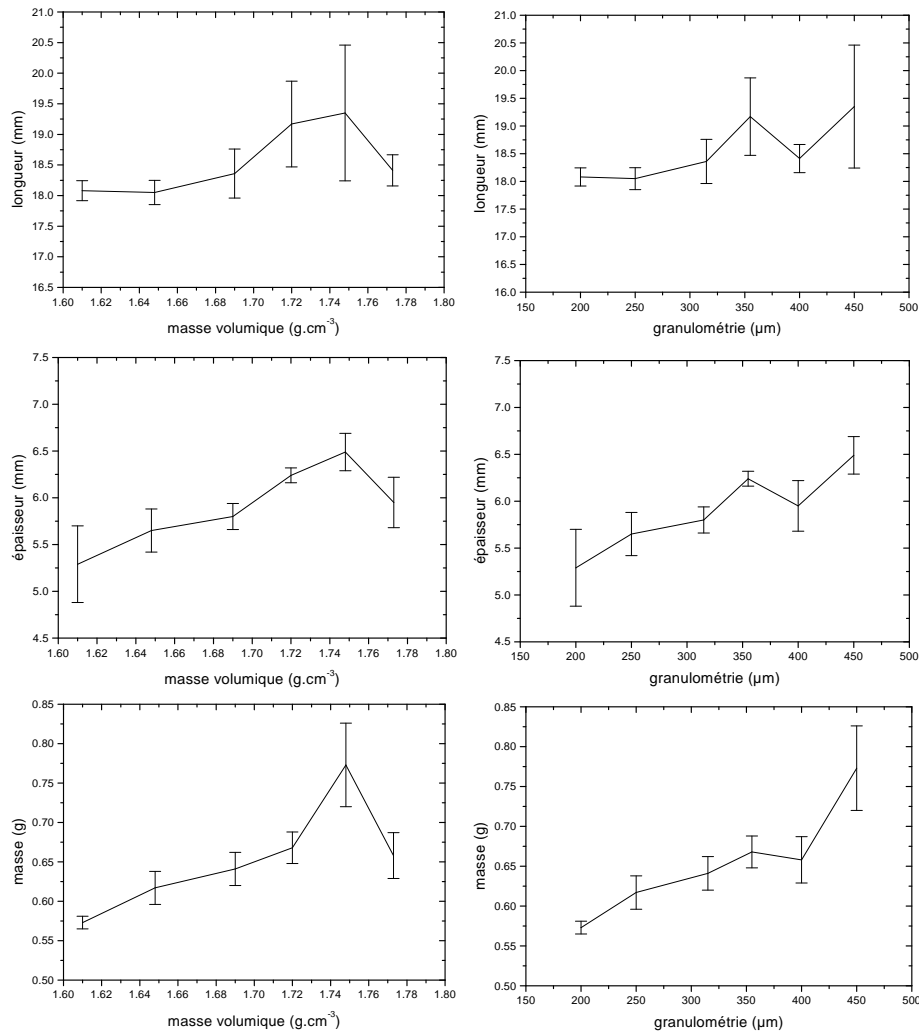 21.0
20.5
20.0
19.5
19.0
18.5
18.0
17.5
17.0
16.5
longueur (mm)
1.60 1.62 1.64 1.66 1.68 1.70 1.72 1.74 1.76 1.78 1.80
masse volumique (g.cm-3)
21.0
20.5
20.0
19.5
19.0
18.5
18.0
17.5
17.0
16.5
16.0
longueur (mm)
150 200 250 300 350 400 450 500
granulométrie (µm)
7.5
7.0
6.5
6.0
5.5
5.0
4.5
épaisseur (mm)
1.60 1.62 1.64 1.66 1.68 1.70 1.72 1.74 1.76 1.78 1.80
masse volumique (g.cm-3)
7.5
7.0
6.5
6.0
5.5
5.0
4.5
épaisseur (mm)
150 200 250 300 350 400 450 500
granulométrie (µm)
0.85
0.80
0.75
0.70
0.65
0.60
0.55
0.50
masse (g)
1.60 1.62 1.64 1.66 1.68 1.70 1.72 1.74 1.76 1.78 1.80
masse volumique (g.cm-3)
0.85
0.80
0.75
0.70
0.65
0.60
0.55
0.50
masse (g)
150 200 250 300 350 400 450 500
granulométrie (µm)